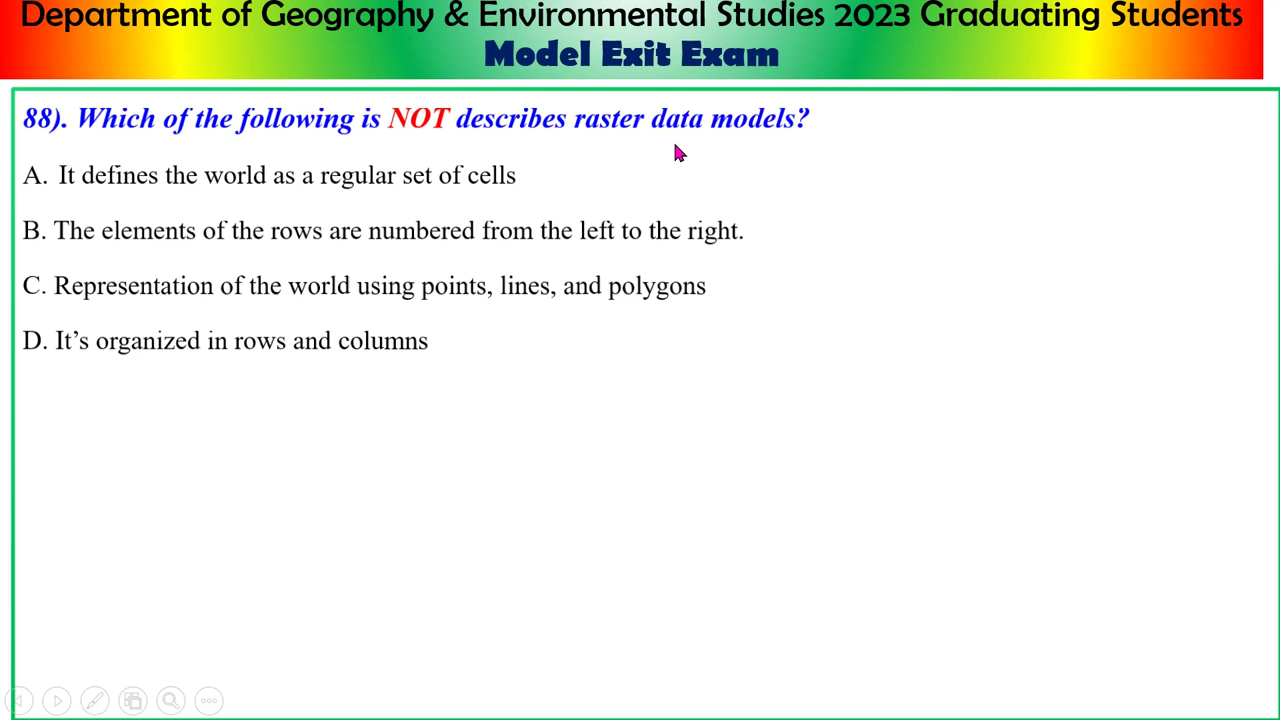 Department of Geography & Environmental Studies 2023 Graduating Students
Model Exit Exam
88). Which of the following is NOT describes raster data models?
A. It defines the world as a regular set of cells
B. The elements of the rows are numbered from the left to the right.
C. Representation of the world using points, lines, and polygons
D. It’s organized in rows and columns